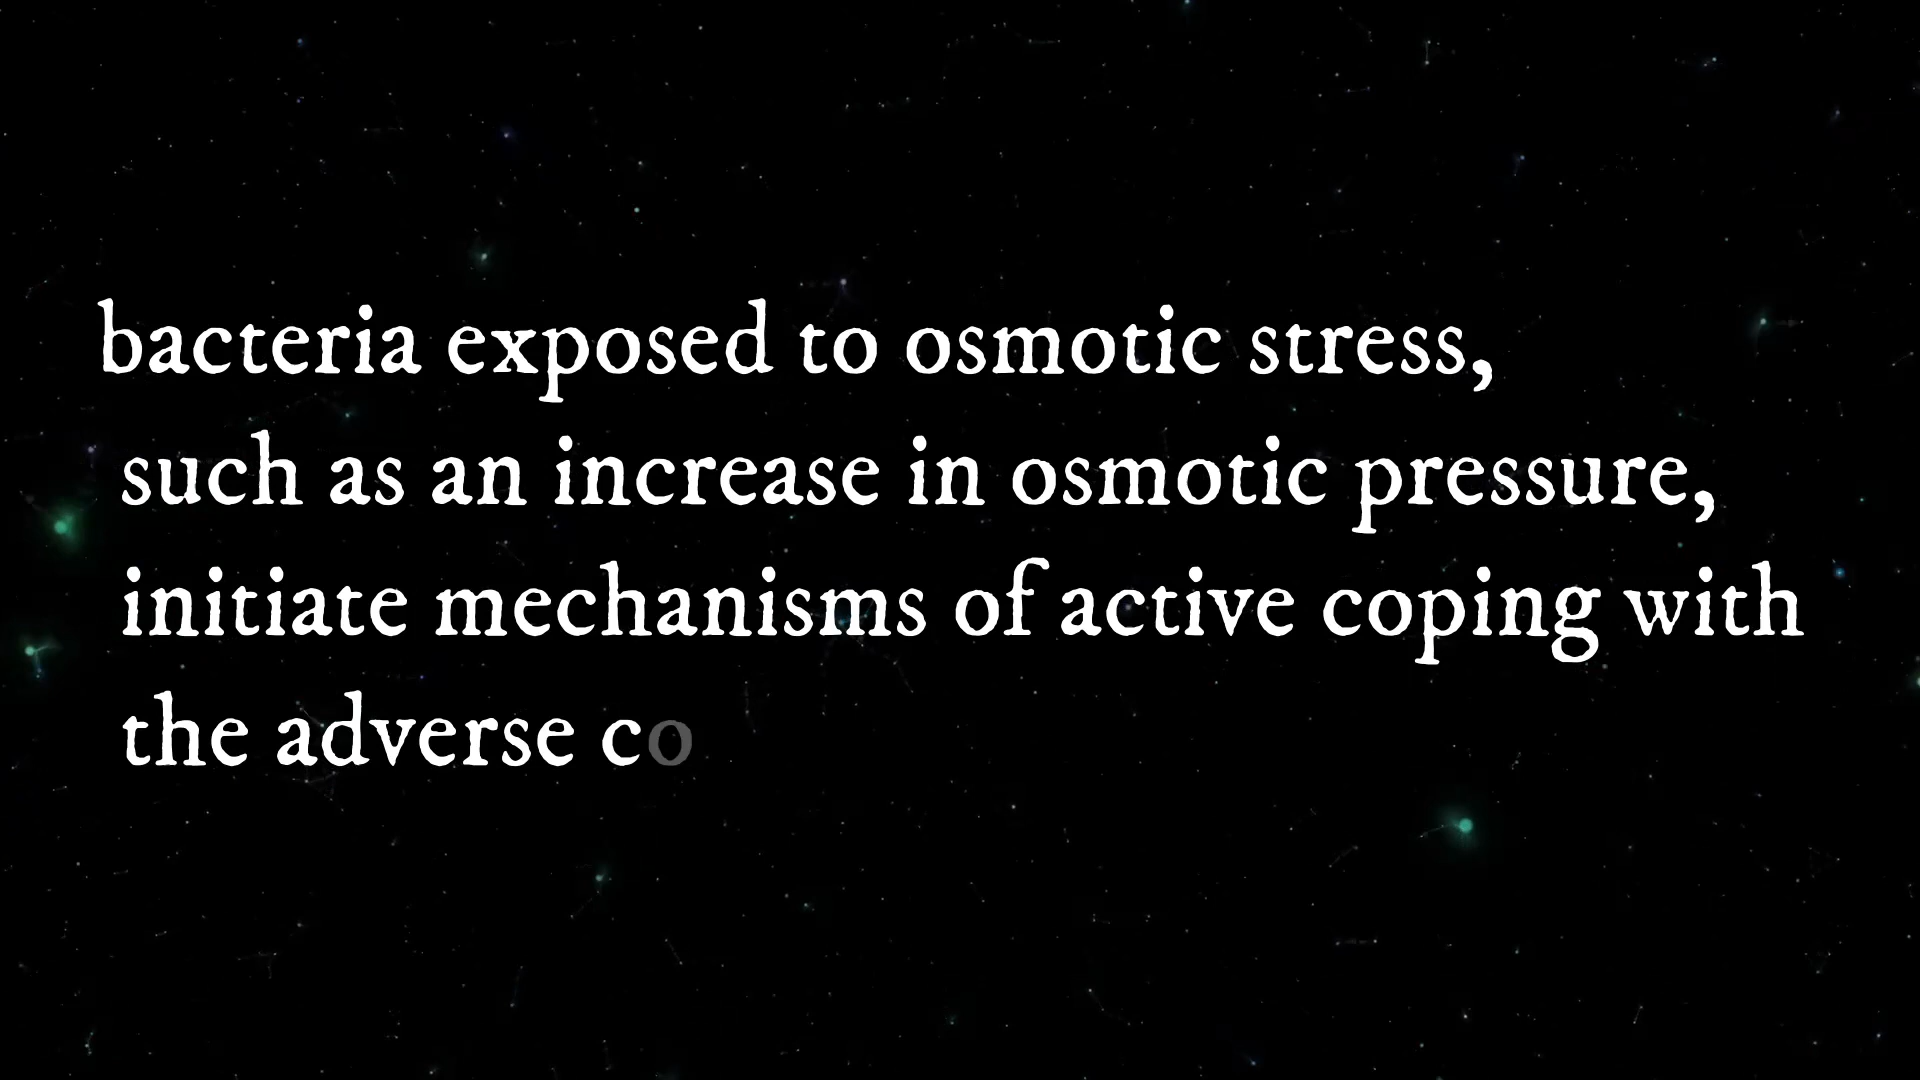 bacteria exposed to osmotic stress,
such as an increase in osmotic pressure,
initiate mechanisms of active coping with
the adverse co